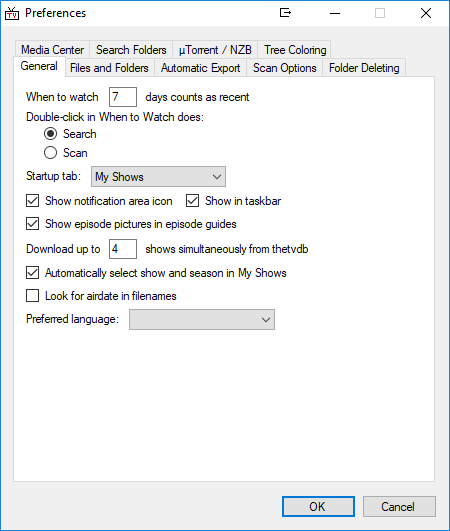 Preferences
Media Center Search Folders µTorrent / NZB Tree Coloring
General Files and Folders Automatic Export Scan Options Folder Deleting
When to watch 7 days counts as recent
Double-click in When to Watch does:
Search
Scan
Startup tab: My Shows
Show notification area icon Show in taskbar
Show episode pictures in episode guides
Download up to 4 shows simultaneously from thetvdb
Automatically select show and season in My Shows
Look for airdate in filenames
Preferred language:
OK Cancel